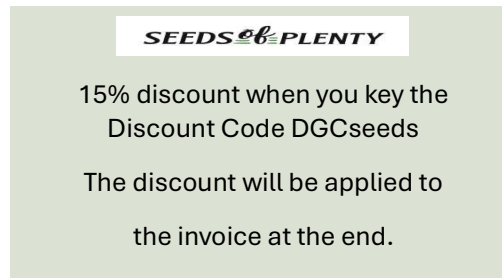 SEEDS of PLENTY
15% discount when you key the
Discount Code DGCseeds
The discount will be applied to
the invoice at the end.